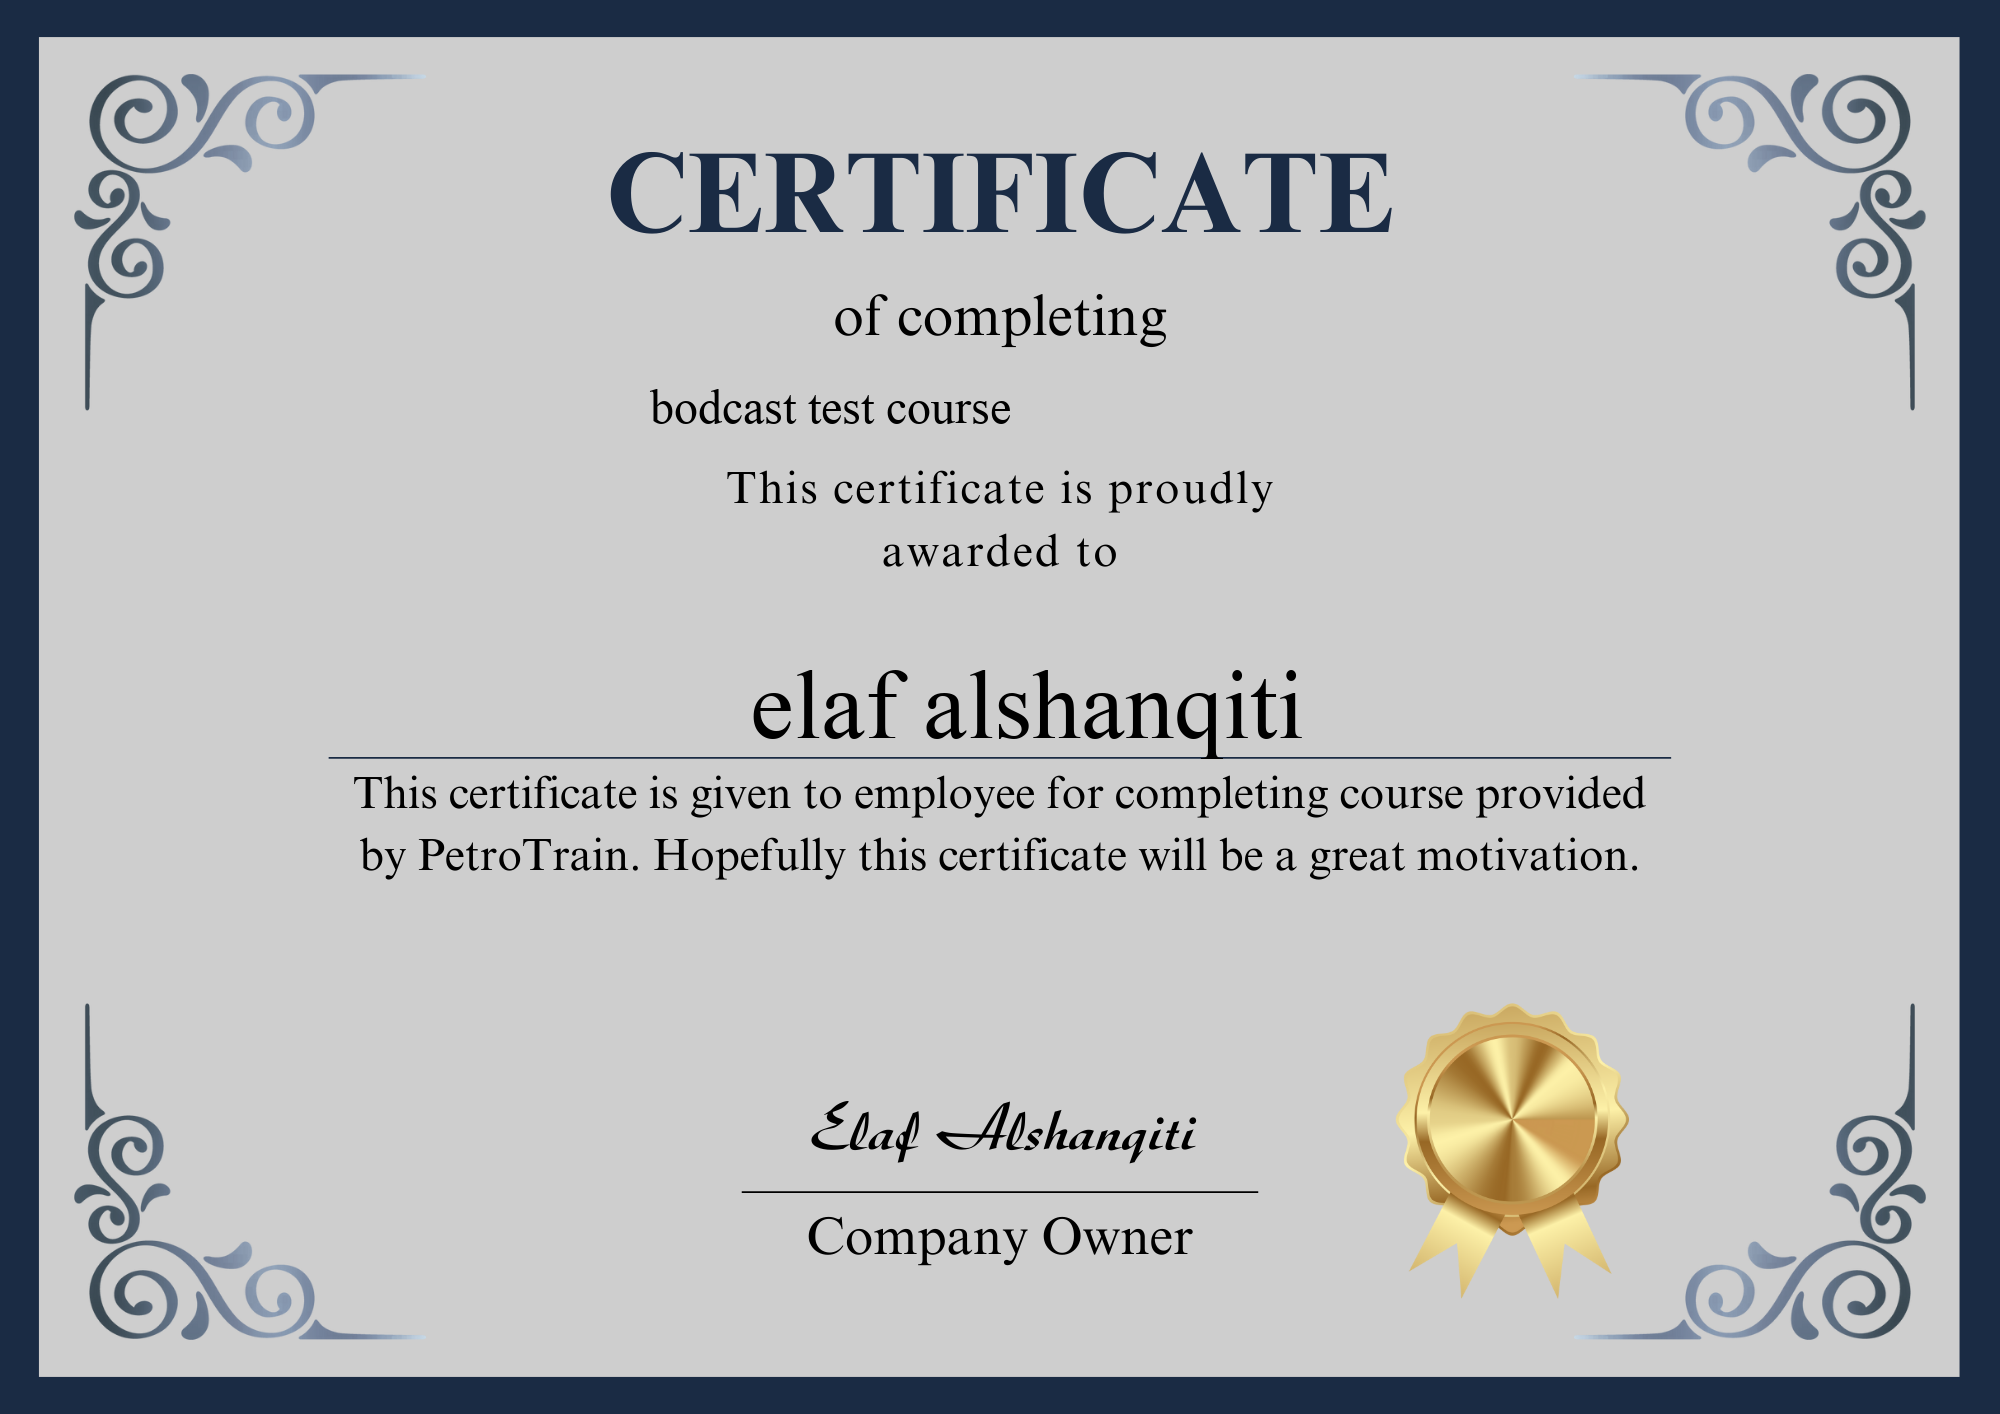 CERTIFICATE
of completing
bodcast test course
This certificate is proudly
awarded to
elaf alshanqiti
This certificate is given to employee for completing course provided
by PetroTrain. Hopefully this certificate will be a great motivation.
Elaf Alshanqiti
Company Owner